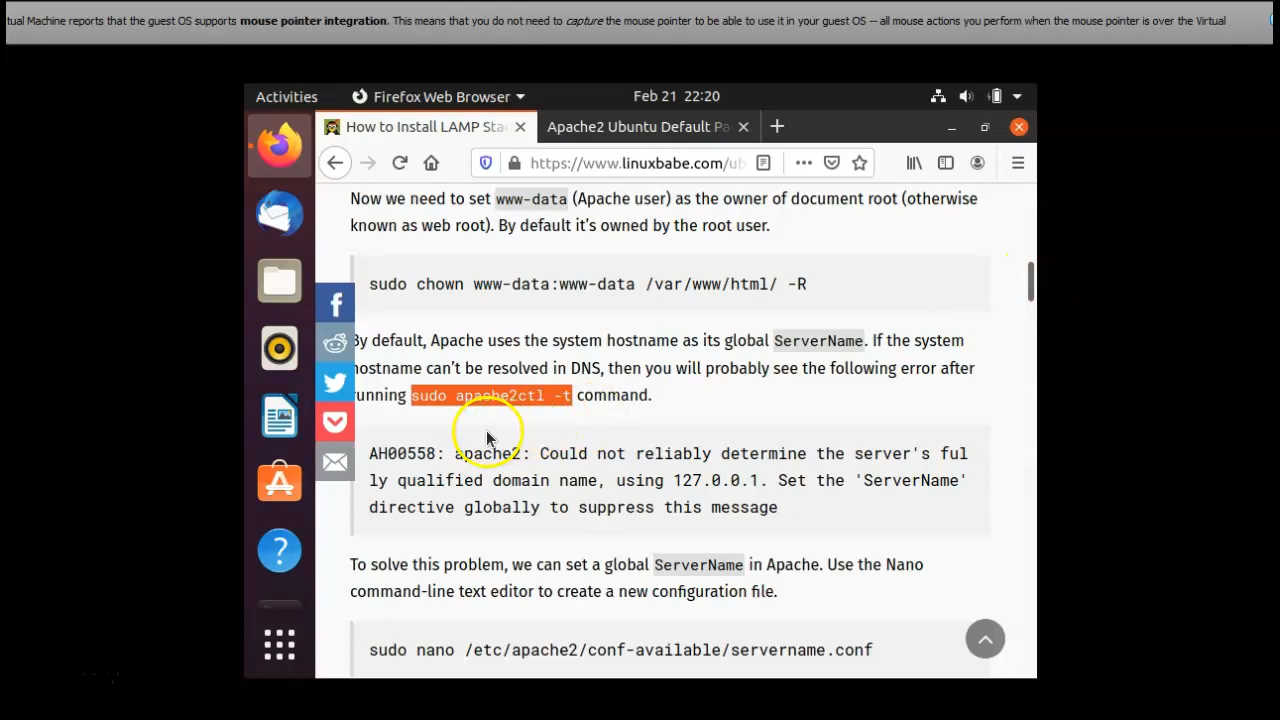 tual Machine reports that the guest OS supports mouse pointer integration. This means that you do not need to capture the mouse pointer to be able to use it in your guest OS -- all mouse actions you perform when the mouse pointer is over the Virtual
Activities Firefox Web Browser Feb 21 22:20
How to Install LAMP Sta Apache2 Ubuntu Default Pa
https://www.linuxbabe.com/ub
Now we need to set www-data (Apache user) as the owner of document root (otherwise
known as web root). By default it's owned by the root user.
sudo chown www-data:www-data /var/www/html/ -R
By default, Apache uses the system hostname as its global ServerName. If the system
hostname can't be resolved in DNS, then you will probably see the following error after
running sudo apache2ctl -t command.
AH00558: apache2: Could not reliably determine the server's ful
ly qualified domain name, using 127.0.0.1. Set the 'ServerName'
directive globally to suppress this message
To solve this problem, we can set a global ServerName in Apache. Use the Nano
command-line text editor to create a new configuration file.
sudo nano /etc/apache2/conf-available/servername.conf